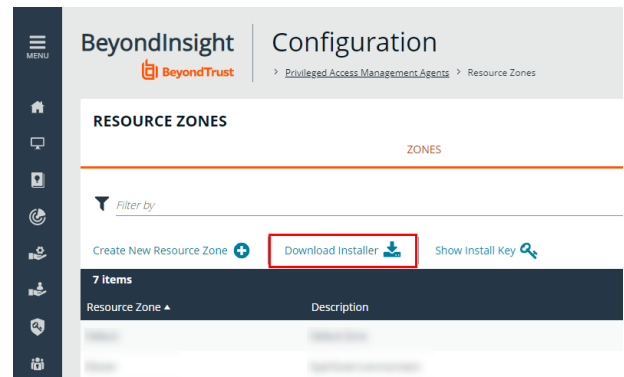 MENU
BeyondInsight
BeyondTrust
Configuration
> Privileged Access Management Agents > Resource Zones
RESOURCE ZONES
ZONES
Filter by
Create New Resource Zone Download Installer Show Install Key
7 items
Resource Zone Description